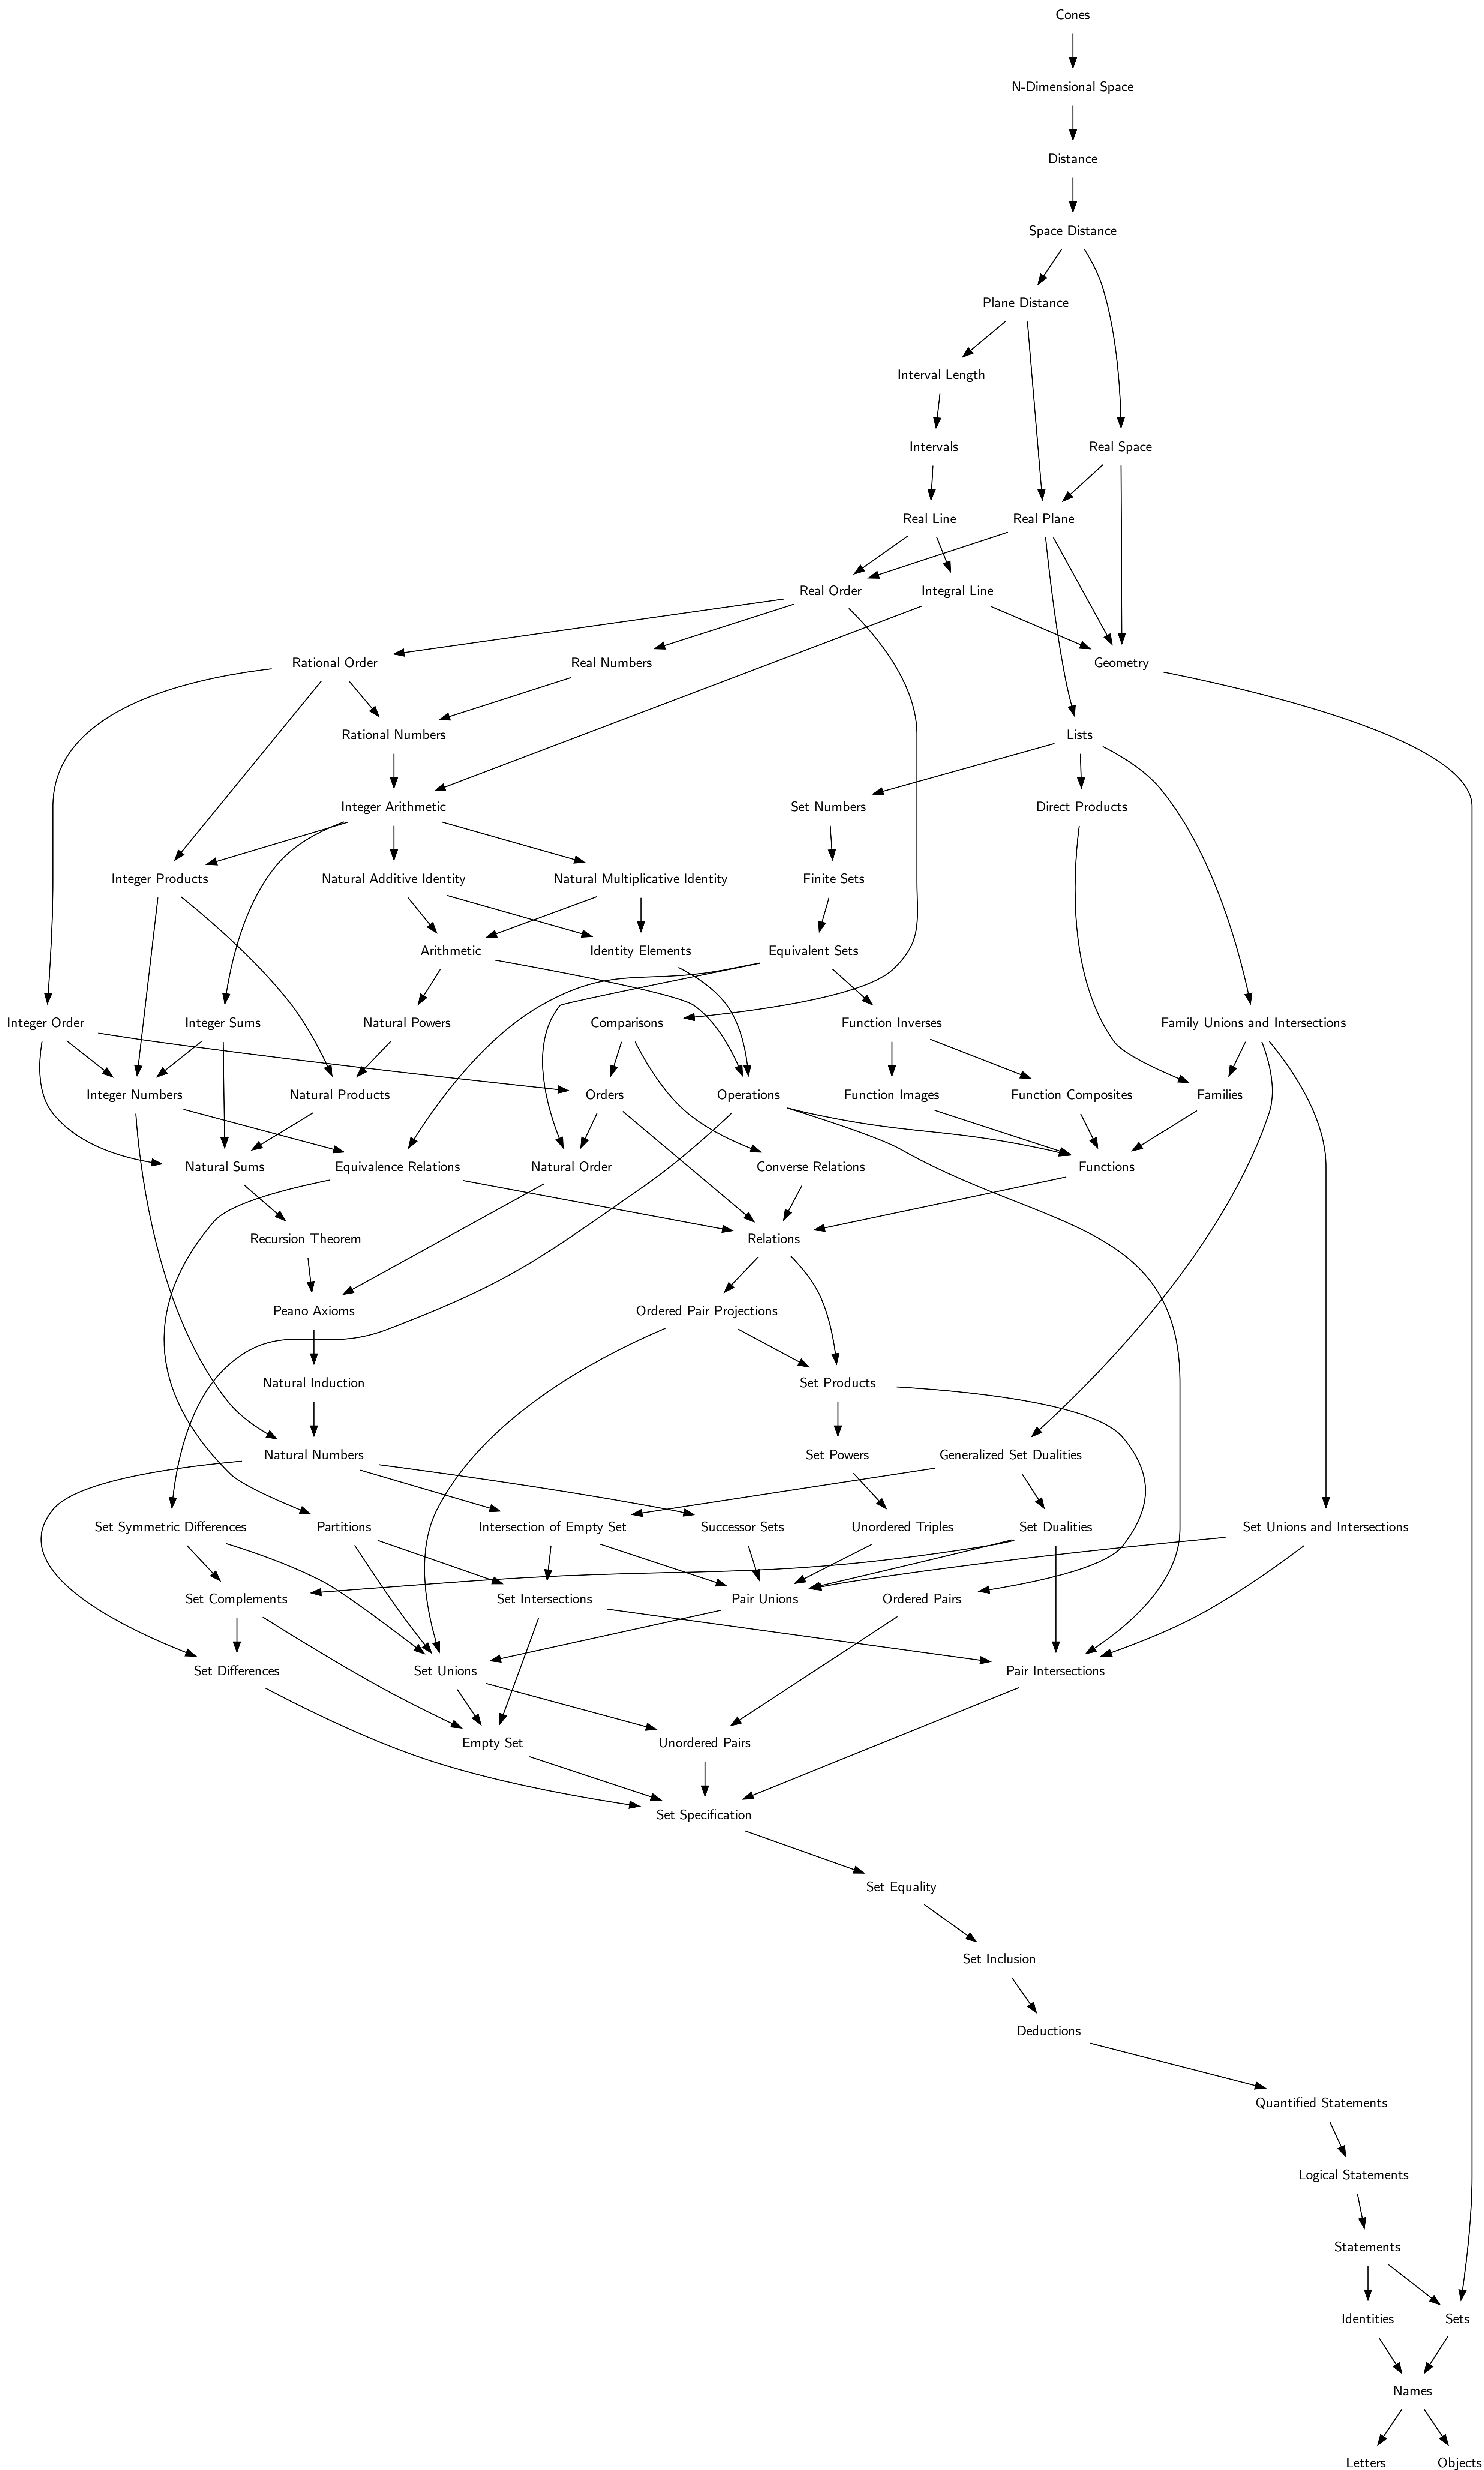 Cones
N-Dimensional Space
Distance
Space Distance
Plane Distance
Interval Length
Intervals
Real Space
Real Line
Real Plane
Real Order
Integral Line
Rational Order
Real Numbers
Geometry
Rational Numbers
Lists
Integer Arithmetic
Set Numbers
Direct Products
Integer Products
Natural Additive Identity
Natural Multiplicative Identity
Finite Sets
Arithmetic
Identity Elements
Equivalent Sets
Integer Order
Integer Sums
Natural Powers
Comparisons
Function Inverses
Family Unions and Intersections
Integer Numbers
Natural Products
Orders
Operations
Function Images
Function Composites
Families
Natural Sums
Equivalence Relations
Natural Order
Converse Relations
Functions
Recursion Theorem
Relations
Peano Axioms
Ordered Pair Projections
Natural Induction
Set Products
Natural Numbers
Set Powers
Generalized Set Dualities
Set Symmetric Differences
Partitions
Intersection of Empty Set
Successor Sets
Unordered Triples
Set Dualities
Set Unions and Intersections
Set Complements
Set Intersections
Pair Unions
Ordered Pairs
Set Differences
Set Unions
Pair Intersections
Empty Set
Unordered Pairs
Set Specification
Set Equality
Set Inclusion
Deductions
Quantified Statements
Logical Statements
Statements
Identities
Sets
Names
Letters
Objects